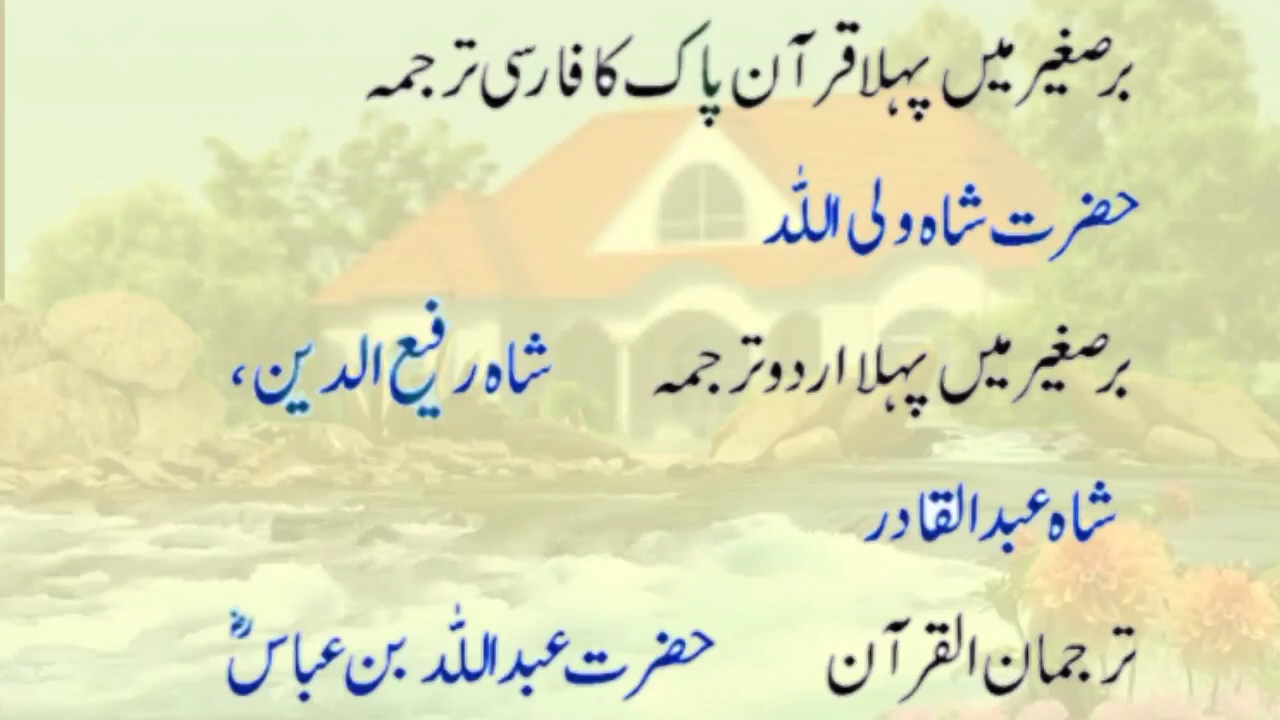 برصغیر میں پہلا قرآن پاک کا فارسی ترجمہ
حضرت شاہ ولی اللہ
برصغیر میں پہلا اردو ترجمہ شاہ رفیع الدین،
شاہ عبدالقادر
ترجمان القرآن حضرت عبداللہ بن عباسؓ